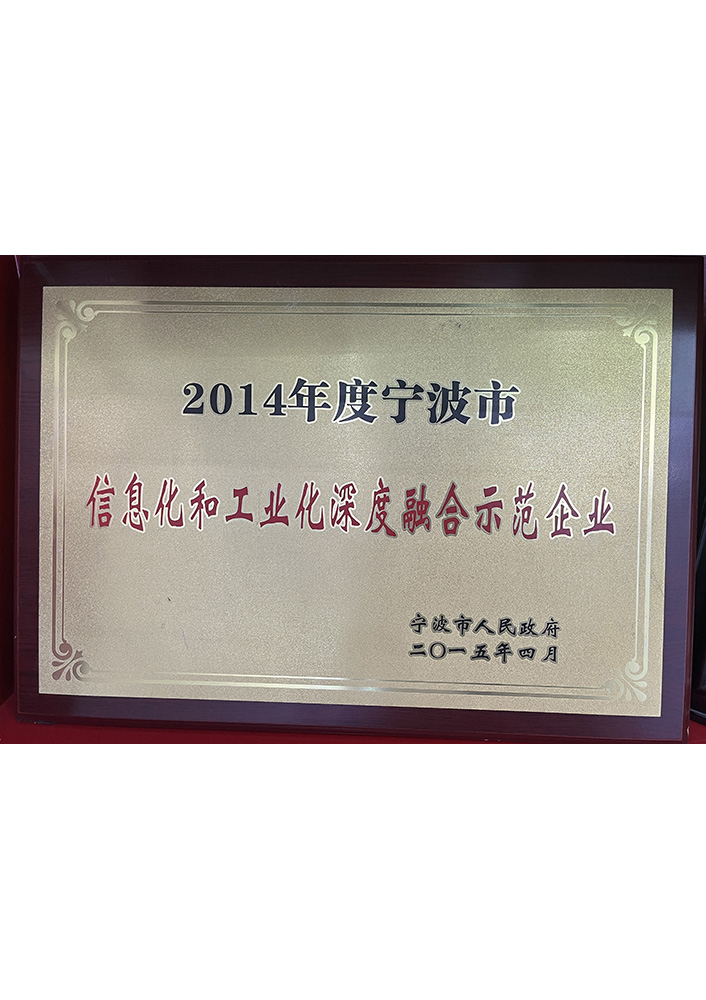 2014年度宁波市
信息化和工业化深度融合示范企业
宁波市人民政府
二〇一五年四月